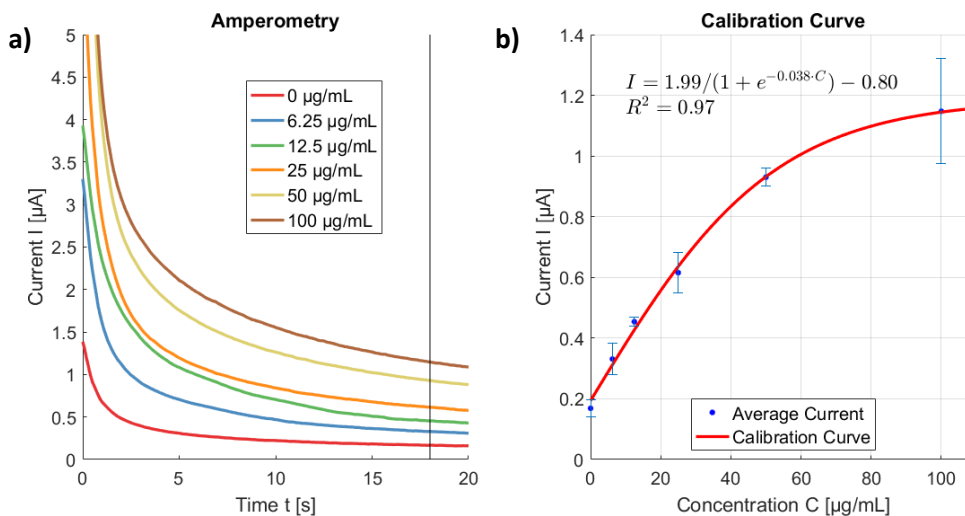 a)
Amperometry
5
4.5
4
3.5
3
2.5
2
1.5
1
0.5
0
Current I [µA]
0 µg/mL
6.25 µg/mL
12.5 µg/mL
25 µg/mL
50 µg/mL
100 µg/mL
0 5 10 15 20
Time t [s]
b)
Calibration Curve
1.4
1.2
1
0.8
0.6
0.4
0.2
0
Current I [µA]
I = 1.99/(1 + e^{-0.038·C}) − 0.80
R² = 0.97
Average Current
Calibration Curve
0 20 40 60 80 100
Concentration C [µg/mL]